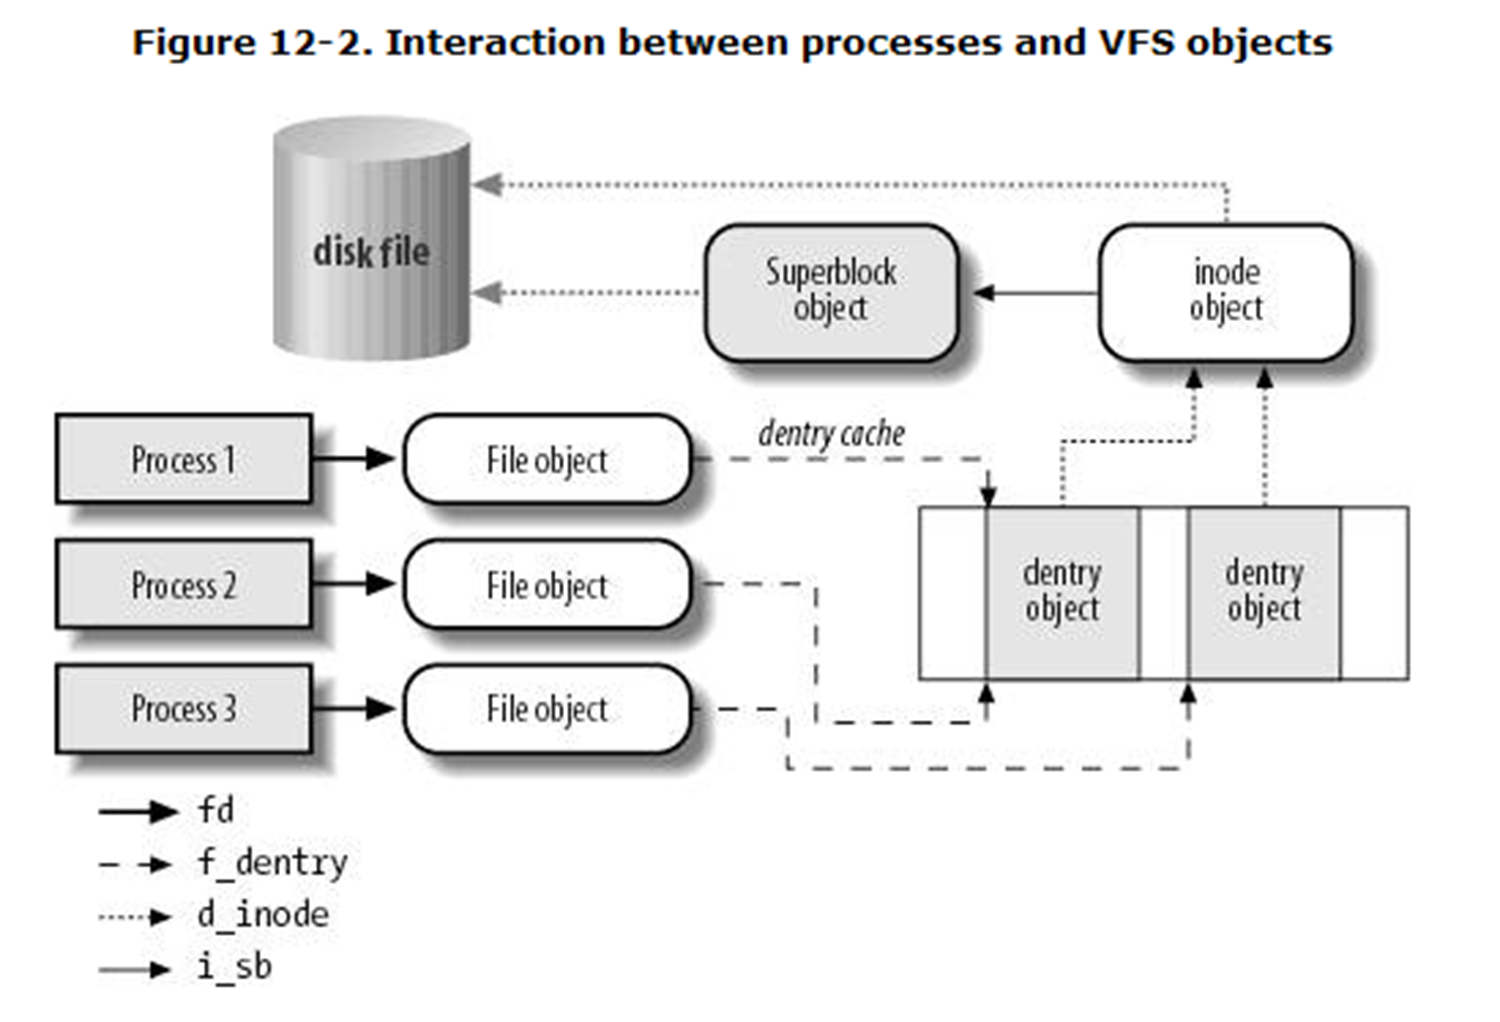 Figure 12-2. Interaction between processes and VFS objects
disk file
Superblock
object
inode
object
Process 1
File object
dentry cache
Process 2
File object
dentry
object
dentry
object
Process 3
File object
fd
f_dentry
d_inode
i_sb